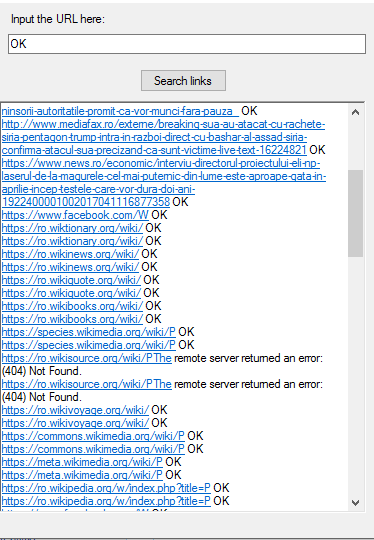 Input the URL here:
OK
Search links
ninsorii-autoritatile-promit-ca-vor-munci-fara-pauza_ OK
http://www.mediafax.ro/externe/breaking-sua-au-atacat-cu-rachete-
siria-pentagon-trump-intra-in-razboi-direct-cu-bashar-al-assad-siria-
confirma-atacul-sua-precizand-ca-sunt-victime-live-text-16224821 OK
https://www.news.ro/economic/interviu-directorul-proiectului-eli-np-
laserul-de-la-magurele-cel-mai-puternic-din-lume-este-aproape-gata-in-
aprilie-incep-testele-care-vor-dura-doi-ani-
1922400001002017041116877358 OK
https://www.facebook.com/W OK
https://ro.wiktionary.org/wiki/ OK
https://ro.wiktionary.org/wiki/ OK
https://ro.wikinews.org/wiki/ OK
https://ro.wikinews.org/wiki/ OK
https://ro.wikiquote.org/wiki/ OK
https://ro.wikibooks.org/wiki/ OK
https://ro.wikibooks.org/wiki/ OK
https://species.wikimedia.org/wiki/P OK
https://species.wikimedia.org/wiki/P OK
https://ro.wikisource.org/wiki/PThe remote server returned an error:
(404) Not Found.
https://ro.wikisource.org/wiki/PThe remote server returned an error:
(404) Not Found.
https://ro.wikivoyage.org/wiki/ OK
https://ro.wikivoyage.org/wiki/ OK
https://commons.wikimedia.org/wiki/P OK
https://commons.wikimedia.org/wiki/P OK
https://meta.wikimedia.org/wiki/P OK
https://meta.wikimedia.org/wiki/P OK
https://ro.wikipedia.org/w/index.php?title=P OK
https://ro.wikipedia.org/w/index.php?title=P OK